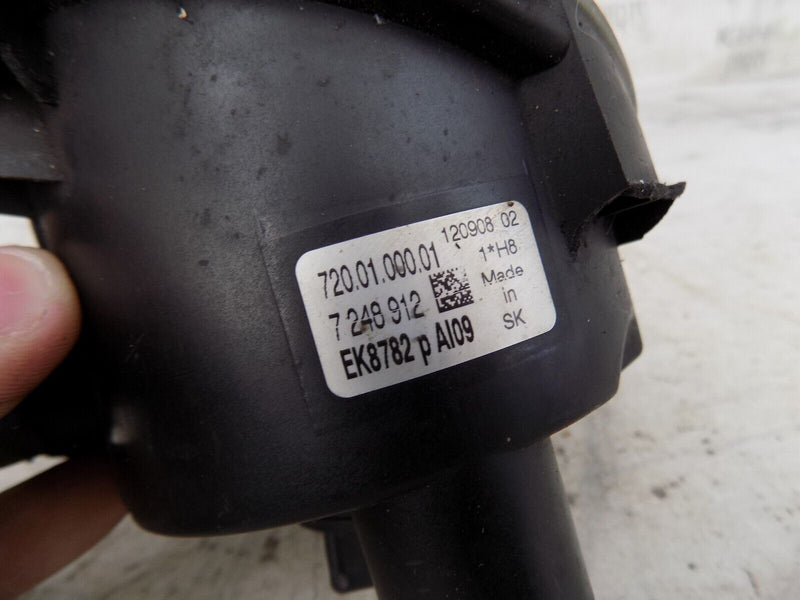 720.01.000.01
120908 02
7 248 912
1*H8
Made
in
SK
EK8782 p AI09